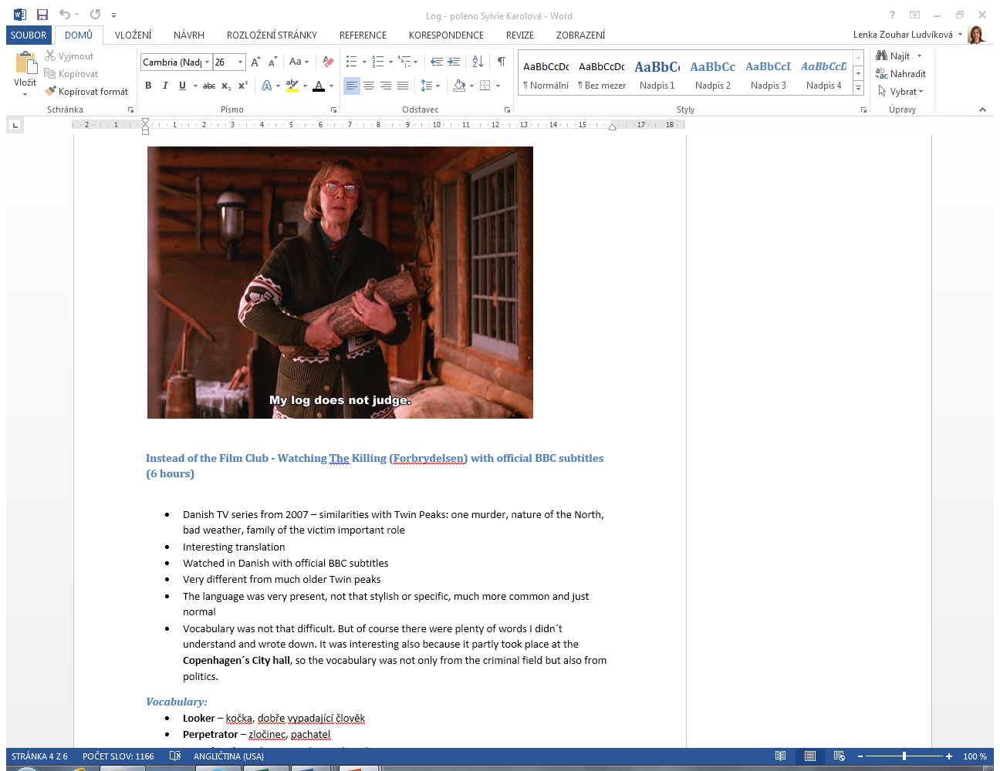 Log - poleno Sylvie Karolová - Word
SOUBOR DOMŮ VLOŽENÍ NÁVRH ROZLOŽENÍ STRÁNKY REFERENCE KORESPONDENCE REVIZE ZOBRAZENÍ Lenka Zouhar Ludvíková
Vložit
Vyjmout
Kopírovat
Kopírovat formát
Schránka
Cambria (Nadp 26
Písmo
Odstavec
AaBbCcDc AaBbCcDc AaBbCc AaBbCc AaBbCcI AaBbCcD
¶ Normální ¶ Bez mezer Nadpis 1 Nadpis 2 Nadpis 3 Nadpis 4
Styly
Najít
Nahradit
Vybrat
Úpravy
2 1 1 2 3 4 5 6 7 8 9 10 11 12 13 14 15 17 18
My log does not judge.
Instead of the Film Club - Watching The Killing (Forbrydelsen) with official BBC subtitles
(6 hours)
• Danish TV series from 2007 – similarities with Twin Peaks: one murder, nature of the North,
bad weather, family of the victim important role
• Interesting translation
• Watched in Danish with official BBC subtitles
• Very different from much older Twin peaks
• The language was very present, not that stylish or specific, much more common and just
normal
• Vocabulary was not that difficult. But of course there were plenty of words I didn´t
understand and wrote down. It was interesting also because it partly took place at the
Copenhagen´s City hall, so the vocabulary was not only from the criminal field but also from
politics.
Vocabulary:
• Looker – kočka, dobře vypadající člověk
• Perpetrator – zločinec, pachatel
STRÁNKA 4 Z 6 POČET SLOV: 1166 ANGLIČTINA (USA) 100 %